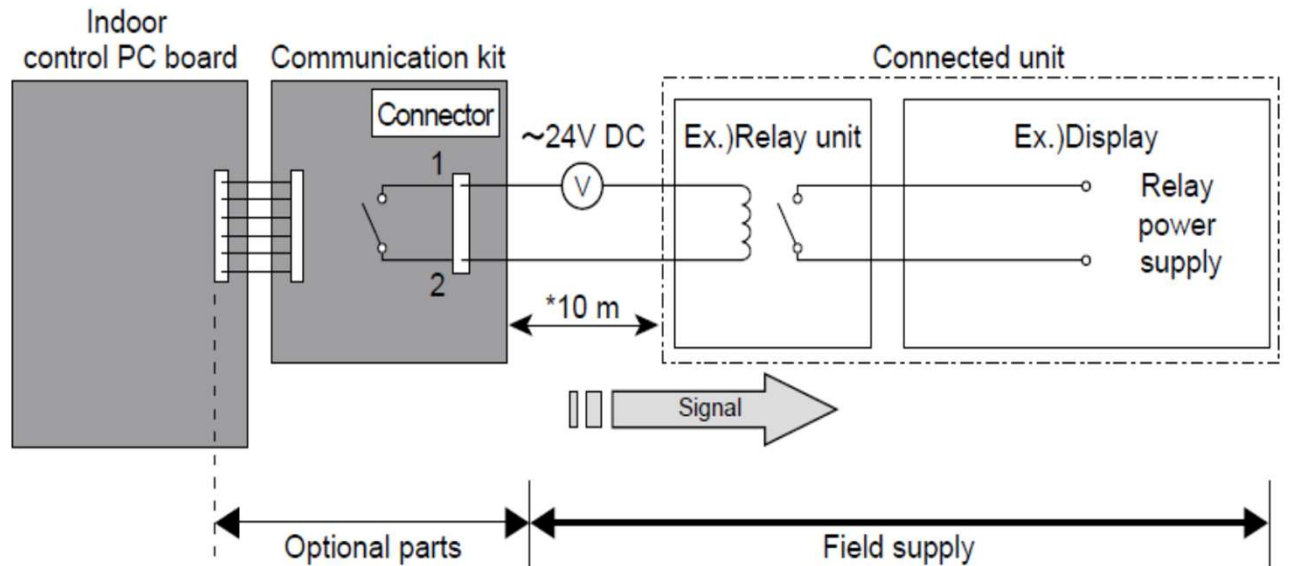 Indoor
control PC board
Communication kit
Connected unit
Connector
1
2
~24V DC
V
*10 m
Ex.)Relay unit
Ex.)Display
Relay
power
supply
Signal
Optional parts
Field supply